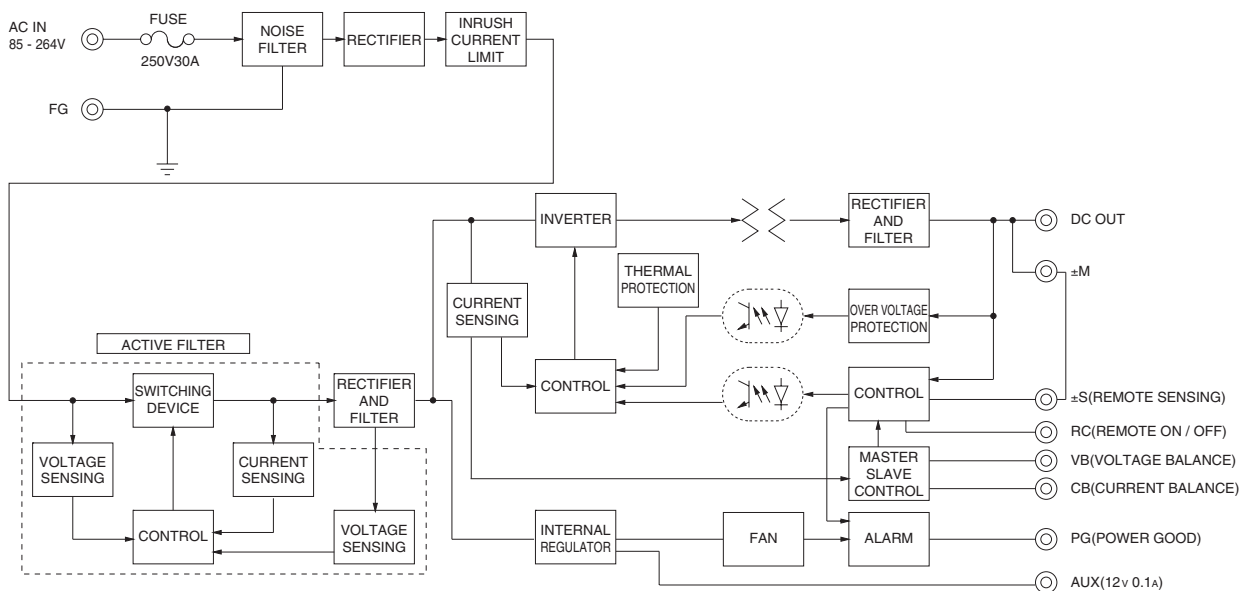 AC IN
85 - 264V
FUSE
250V30A
NOISE
FILTER
RECTIFIER
INRUSH
CURRENT
LIMIT
FG
INVERTER
RECTIFIER
AND
FILTER
DC OUT
±M
THERMAL
PROTECTION
CURRENT
SENSING
OVER VOLTAGE
PROTECTION
ACTIVE FILTER
SWITCHING
DEVICE
RECTIFIER
AND
FILTER
CONTROL
CONTROL
±S(REMOTE SENSING)
RC(REMOTE ON / OFF)
VOLTAGE
SENSING
CURRENT
SENSING
MASTER
SLAVE
CONTROL
VB(VOLTAGE BALANCE)
CB(CURRENT BALANCE)
CONTROL
VOLTAGE
SENSING
INTERNAL
REGULATOR
FAN
ALARM
PG(POWER GOOD)
AUX(12V 0.1A)